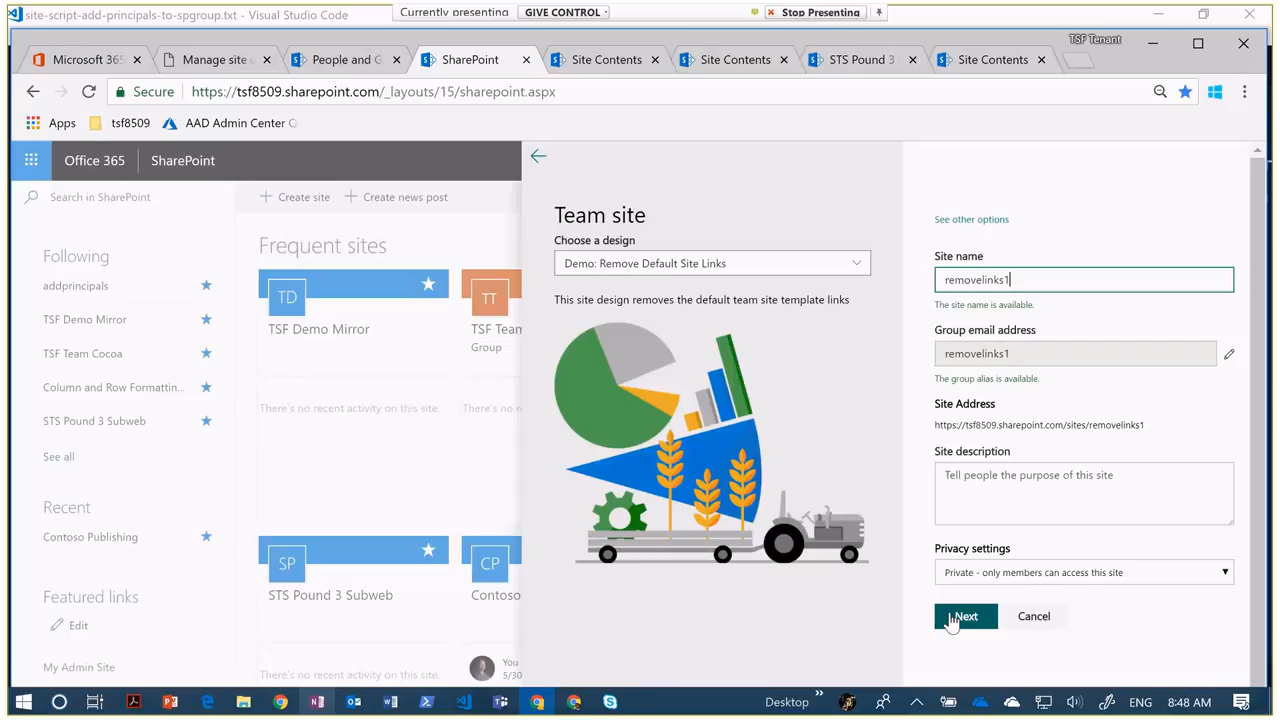 site-script-add-principals-to-spgroup.txt - Visual Studio Code
Currently presenting
GIVE CONTROL
Stop Presenting
TSF Tenant
Microsoft 365
Manage site
People and G
SharePoint
Site Contents
Site Contents
STS Pound 3
Site Contents
Secure
https://tsf8509.sharepoint.com/_layouts/15/sharepoint.aspx
Apps
tsf8509
AAD Admin Center
Office 365
SharePoint
Search in SharePoint
Following
addprincipals
TSF Demo Mirror
TSF Team Cocoa
Column and Row Formattin...
STS Pound 3 Subweb
See all
Recent
Contoso Publishing
Featured links
Edit
My Admin Site
Create site
Create news post
Frequent sites
TD
TSF Demo Mirror
There's no recent activity on this site.
TT
TSF Team
Group
There's no recent activity on this site.
SP
STS Pound 3 Subweb
There's no recent activity on this site.
CP
Contoso
You
5/30
Team site
Choose a design
Demo: Remove Default Site Links
This site design removes the default team site template links
See other options
Site name
removelinks1
The site name is available.
Group email address
removelinks1
The group alias is available.
Site Address
https://tsf8509.sharepoint.com/sites/removelinks1
Site description
Tell people the purpose of this site
Privacy settings
Private - only members can access this site
Next
Cancel
Desktop
ENG
8:48 AM